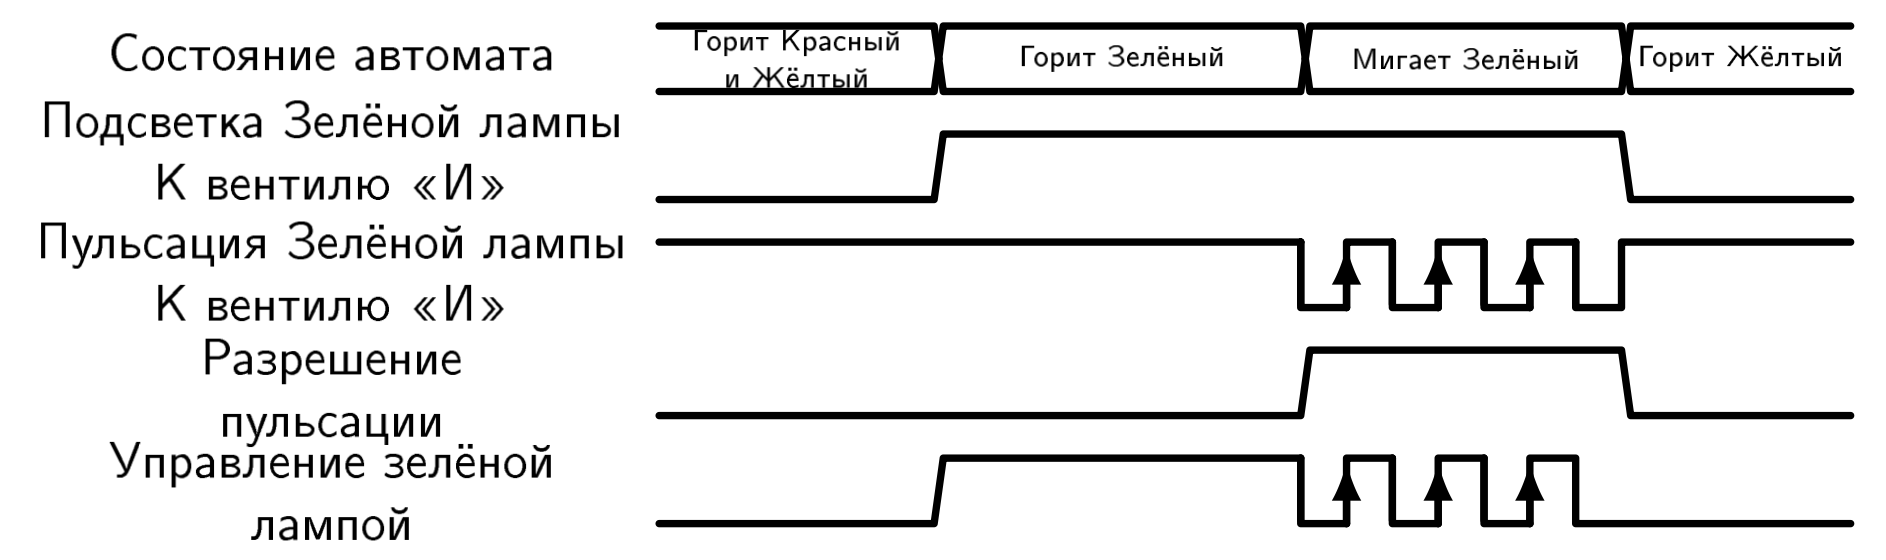 Состояние автомата
Горит Красный
и Жёлтый
Горит Зелёный
Мигает Зелёный
Горит Жёлтый
Подсветка Зелёной лампы
К вентилю «И»
Пульсация Зелёной лампы
К вентилю «И»
Разрешение
пульсации
Управление зелёной
лампой